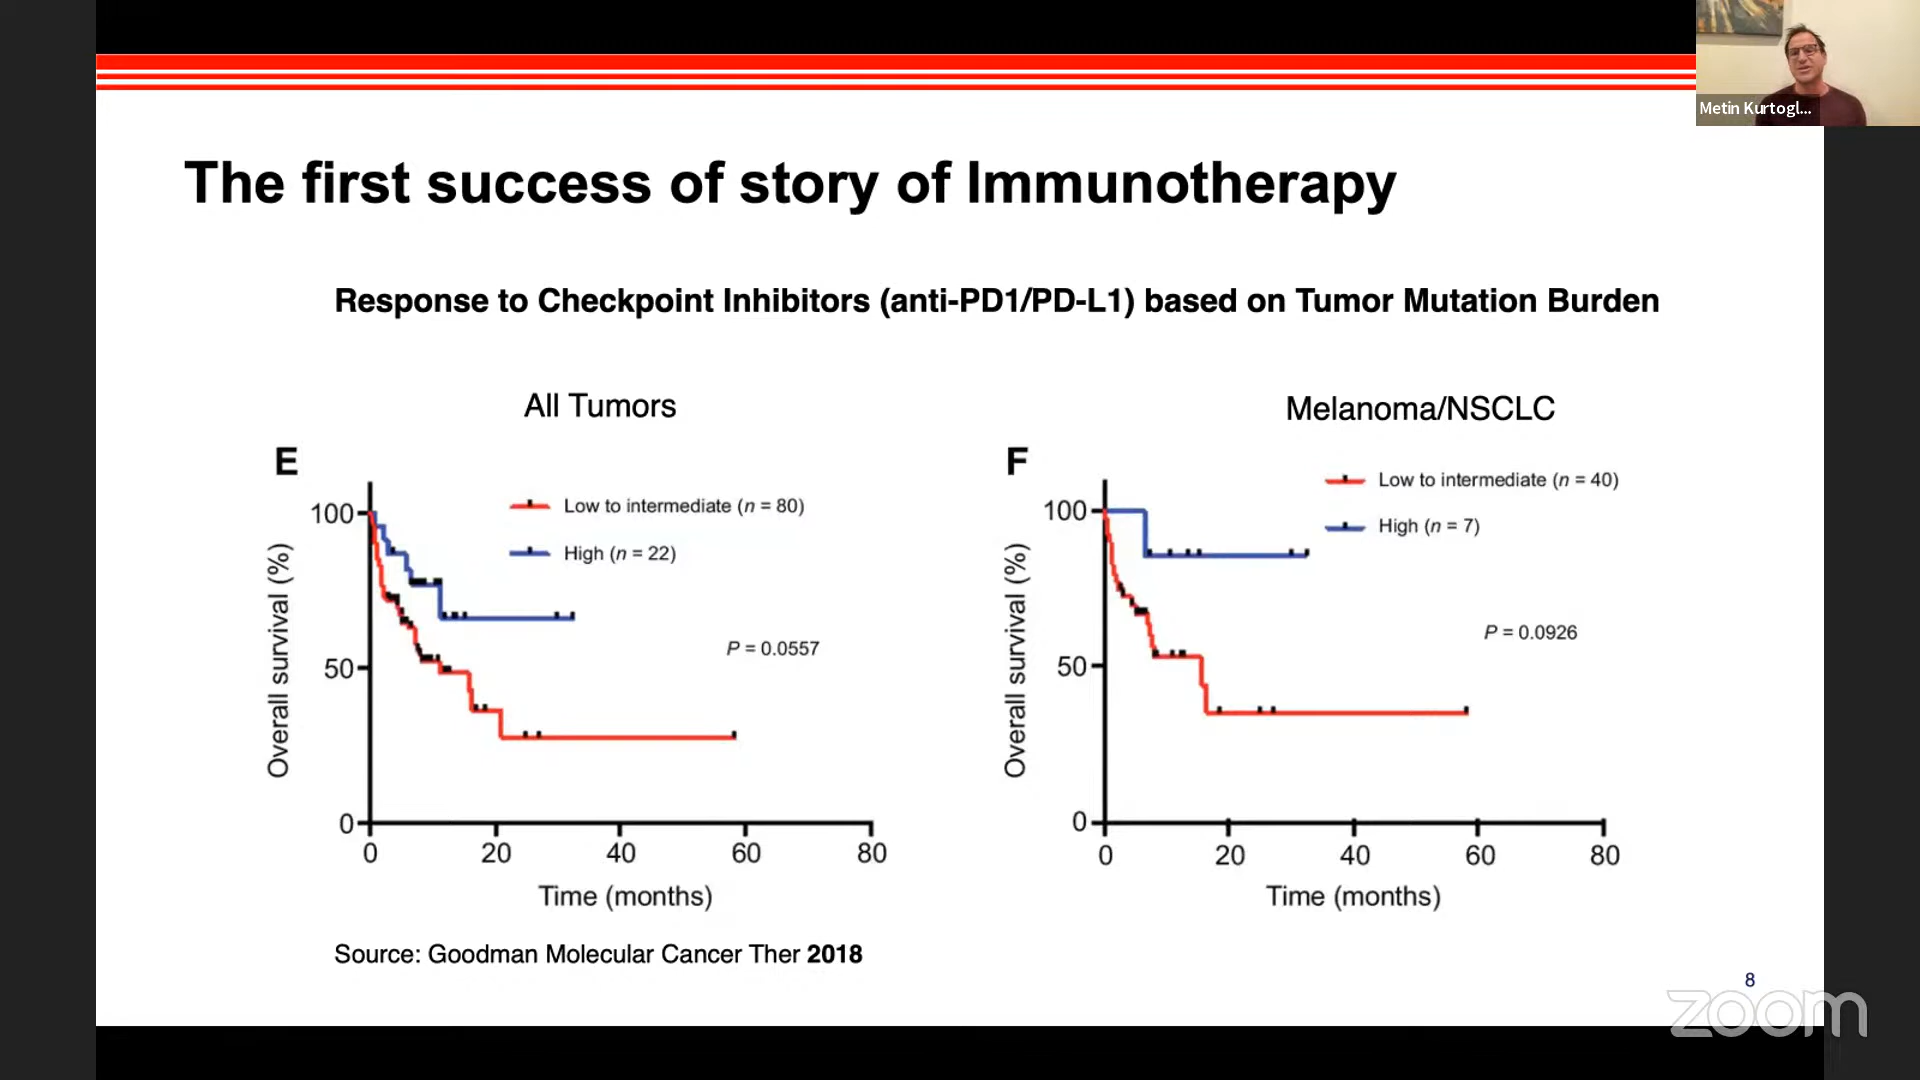 Metin Kurtogl...
The first success of story of Immunotherapy
Response to Checkpoint Inhibitors (anti-PD1/PD-L1) based on Tumor Mutation Burden
All Tumors
E
Low to intermediate (n = 80)
High (n = 22)
P = 0.0557
Overall survival (%)
100
50
0
0 20 40 60 80
Time (months)
Melanoma/NSCLC
F
Low to intermediate (n = 40)
High (n = 7)
P = 0.0926
Overall survival (%)
100
50
0
0 20 40 60 80
Time (months)
Source: Goodman Molecular Cancer Ther 2018
8
zoom